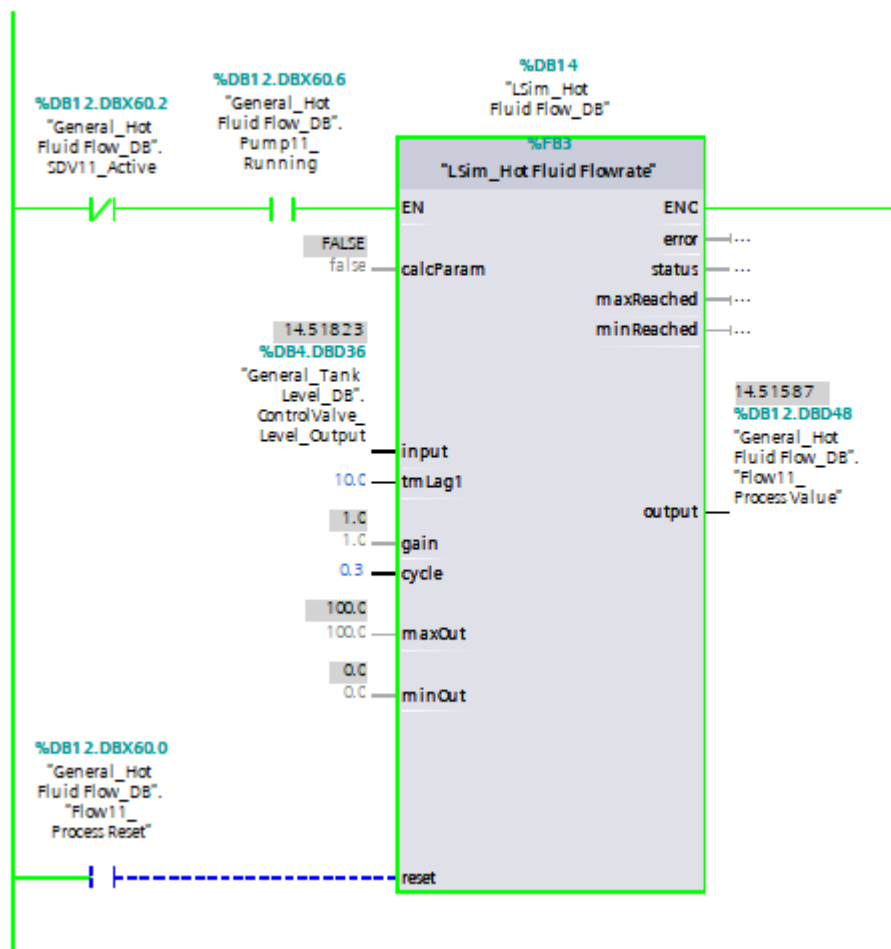 %DB14
"LSim_Hot
Fluid Flow_DB"
%DB12.DBX60.2
"General_Hot
Fluid Flow_DB".
SDV11_Active
%DB12.DBX60.6
"General_Hot
Fluid Flow_DB".
Pump11_
Running
%FB3
"LSim_Hot Fluid Flowrate"
EN
ENO
error
...
FALSE
false
calcParam
status
...
maxReached
...
minReached
...
14.51823
%DB4.DBD36
"General_Tank
Level_DB".
ControlValve_
Level_Output
input
10.0
tmLag1
1.0
1.0
gain
0.3
cycle
100.0
100.0
maxOut
0.0
0.0
minOut
14.51587
%DB12.DBD48
"General_Hot
Fluid Flow_DB".
"Flow11_
Process Value"
output
%DB12.DBX60.0
"General_Hot
Fluid Flow_DB".
"Flow11_
Process Reset"
reset